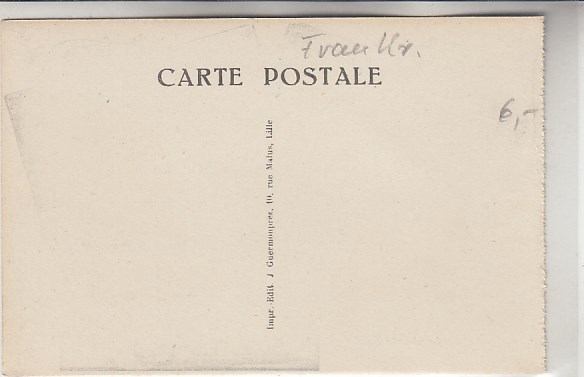 Frankr.
CARTE POSTALE
6,-
Impr.-Edit. J Guermonprez, 10, rue Malus, Lille